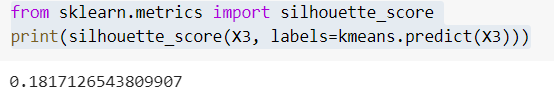 from sklearn.metrics import silhouette_score
print(silhouette_score(X3, labels=kmeans.predict(X3)))
0.1817126543809907